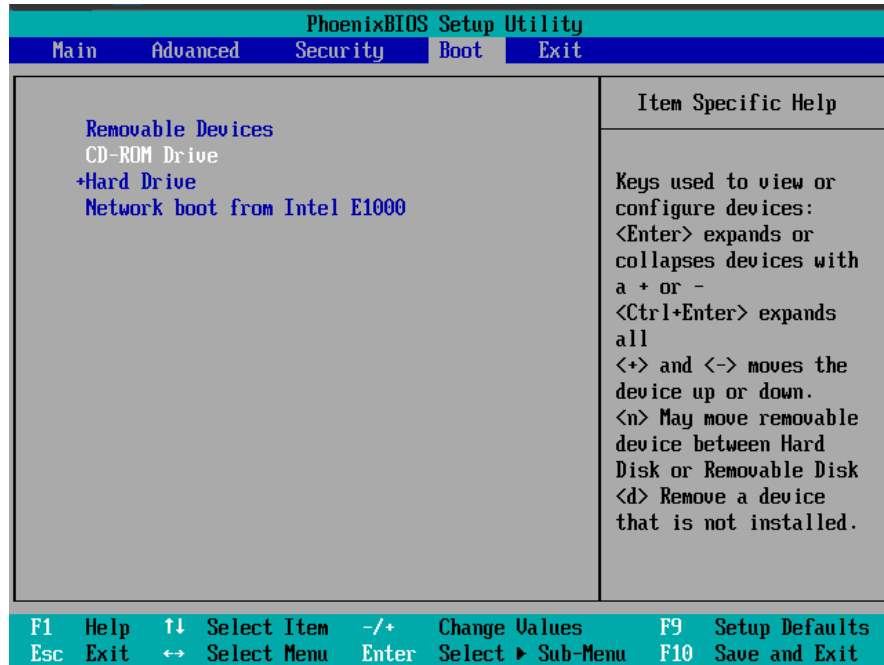 PhoenixBIOS Setup Utility
Main Advanced Security Boot Exit
Removable Devices
CD-ROM Drive
+Hard Drive
Network boot from Intel E1000
Item Specific Help
Keys used to view or
configure devices:
<Enter> expands or
collapses devices with
a + or -
<Ctrl+Enter> expands
all
<+> and <-> moves the
device up or down.
<n> May move removable
device between Hard
Disk or Removable Disk
<d> Remove a device
that is not installed.
F1 Help ↑↓ Select Item -/+ Change Values F9 Setup Defaults
Esc Exit ↔ Select Menu Enter Select ▶ Sub-Menu F10 Save and Exit